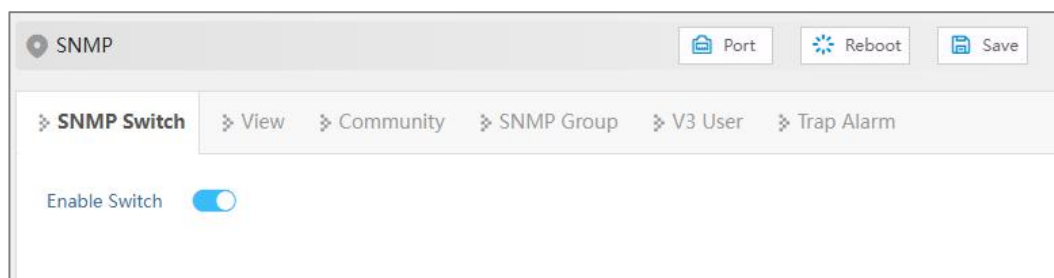 SNMP Port Reboot Save
SNMP Switch View Community SNMP Group V3 User Trap Alarm
Enable Switch